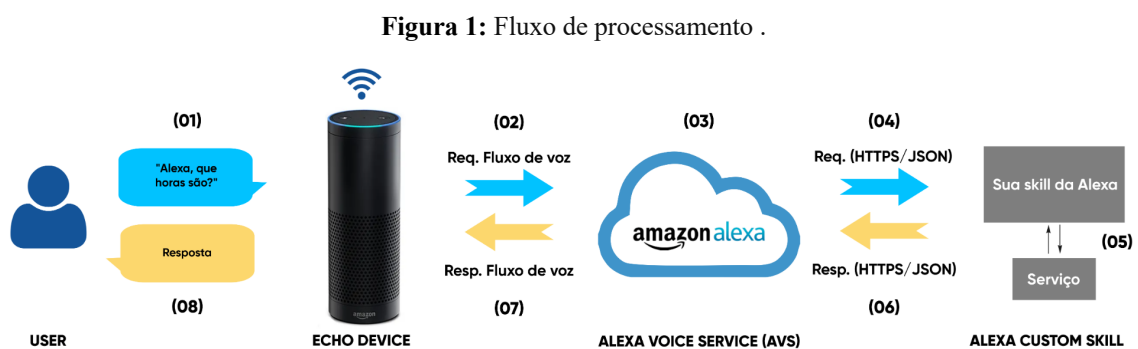 Figura 1: Fluxo de processamento .
(01)
"Alexa, que
horas são?"
Resposta
(08)
USER
amazon
ECHO DEVICE
(02)
Req. Fluxo de voz
Resp. Fluxo de voz
(07)
(03)
amazon alexa
ALEXA VOICE SERVICE (AVS)
(04)
Req. (HTTPS/JSON)
Resp. (HTTPS/JSON)
(06)
Sua skill da Alexa
(05)
Serviço
ALEXA CUSTOM SKILL